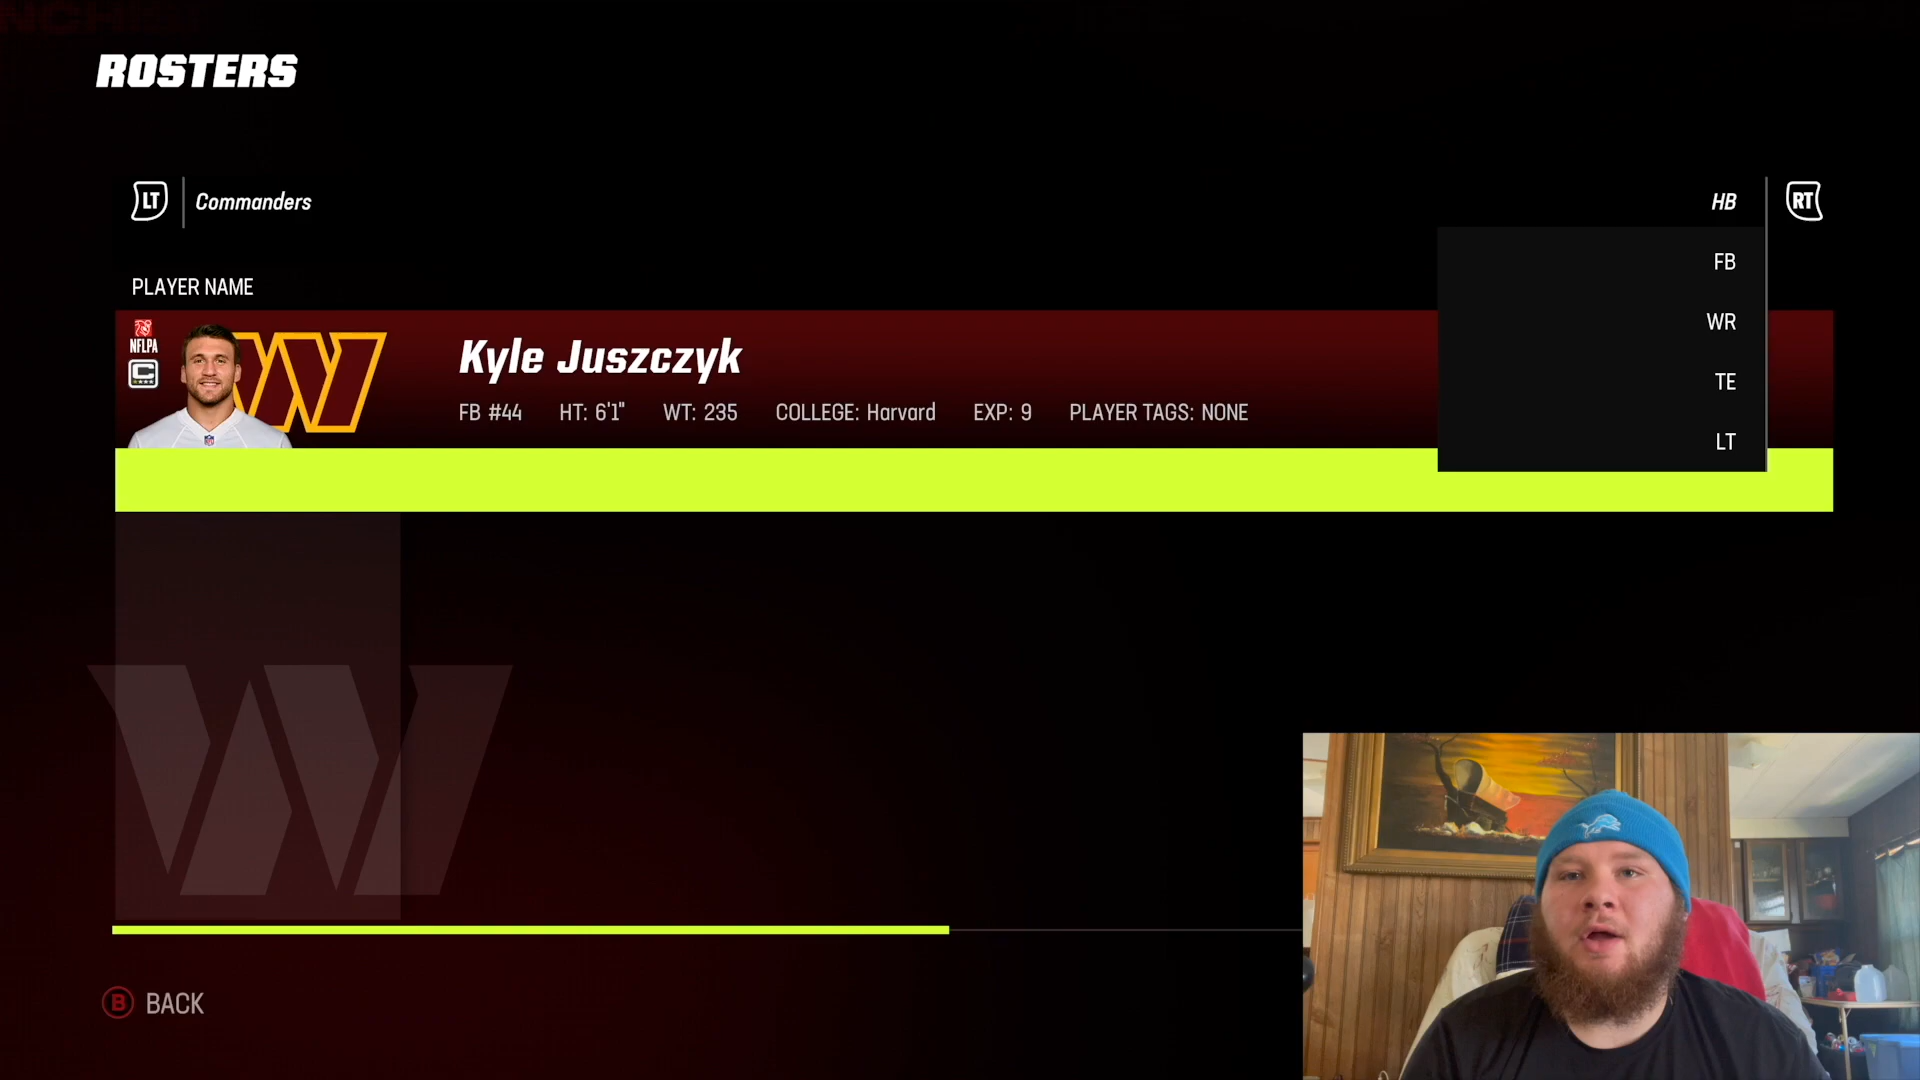 ROSTERS
LT Commanders
HB RT
FB
WR
TE
LT
PLAYER NAME
NFLPA
C
Kyle Juszczyk
FB #44 HT: 6'1" WT: 235 COLLEGE: Harvard EXP: 9 PLAYER TAGS: NONE
B BACK